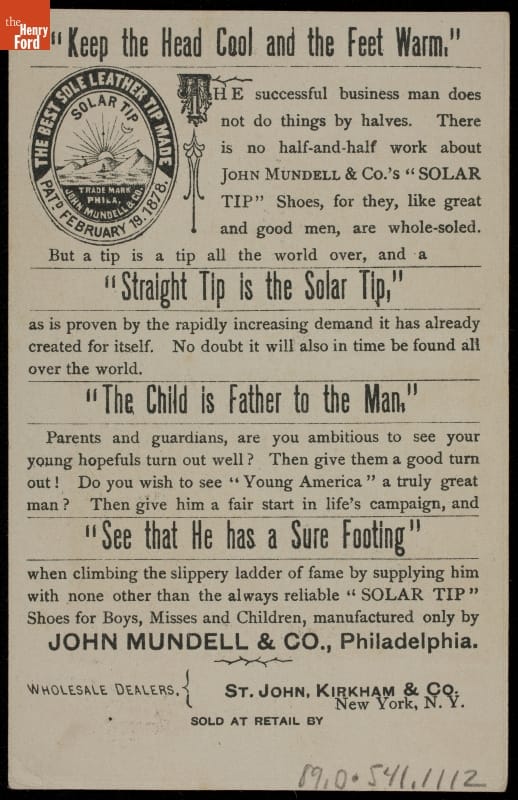 the
Henry
Ford
"Keep the Head Cool and the Feet Warm."
THE BEST SOLE LEATHER TIP MADE
SOLAR TIP
TRADE MARK
PHILA.
JOHN MUNDELL & CO.
PAT'D FEBRUARY 19. 1878.
THE successful business man does
not do things by halves. There
is no half-and-half work about
JOHN MUNDELL & CO.'s "SOLAR
TIP" Shoes, for they, like great
and good men, are whole-soled.
But a tip is a tip all the world over, and a
"Straight Tip is the Solar Tip,"
as is proven by the rapidly increasing demand it has already
created for itself. No doubt it will also in time be found all
over the world.
"The Child is Father to the Man."
Parents and guardians, are you ambitious to see your
young hopefuls turn out well? Then give them a good turn
out! Do you wish to see "Young America" a truly great
man? Then give him a fair start in life's campaign, and
"See that He has a Sure Footing"
when climbing the slippery ladder of fame by supplying him
with none other than the always reliable "SOLAR TIP"
Shoes for Boys, Misses and Children, manufactured only by
JOHN MUNDELL & CO., Philadelphia.
WHOLESALE DEALERS, { ST. JOHN, KIRKHAM & CO.
New York, N. Y.
SOLD AT RETAIL BY
89.0.541.1112